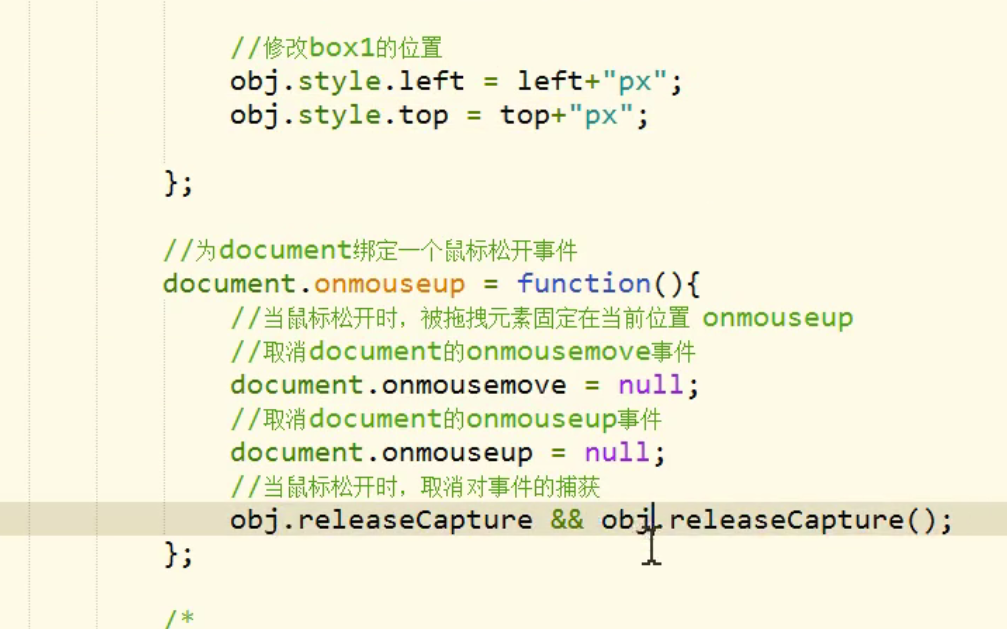 //修改box1的位置
obj.style.left = left+"px";
obj.style.top = top+"px";
};
//为document绑定一个鼠标松开事件
document.onmouseup = function(){
//当鼠标松开时，被拖拽元素固定在当前位置 onmouseup
//取消document的onmousemove事件
document.onmousemove = null;
//取消document的onmouseup事件
document.onmouseup = null;
//当鼠标松开时，取消对事件的捕获
obj.releaseCapture && obj.releaseCapture();
};
/*